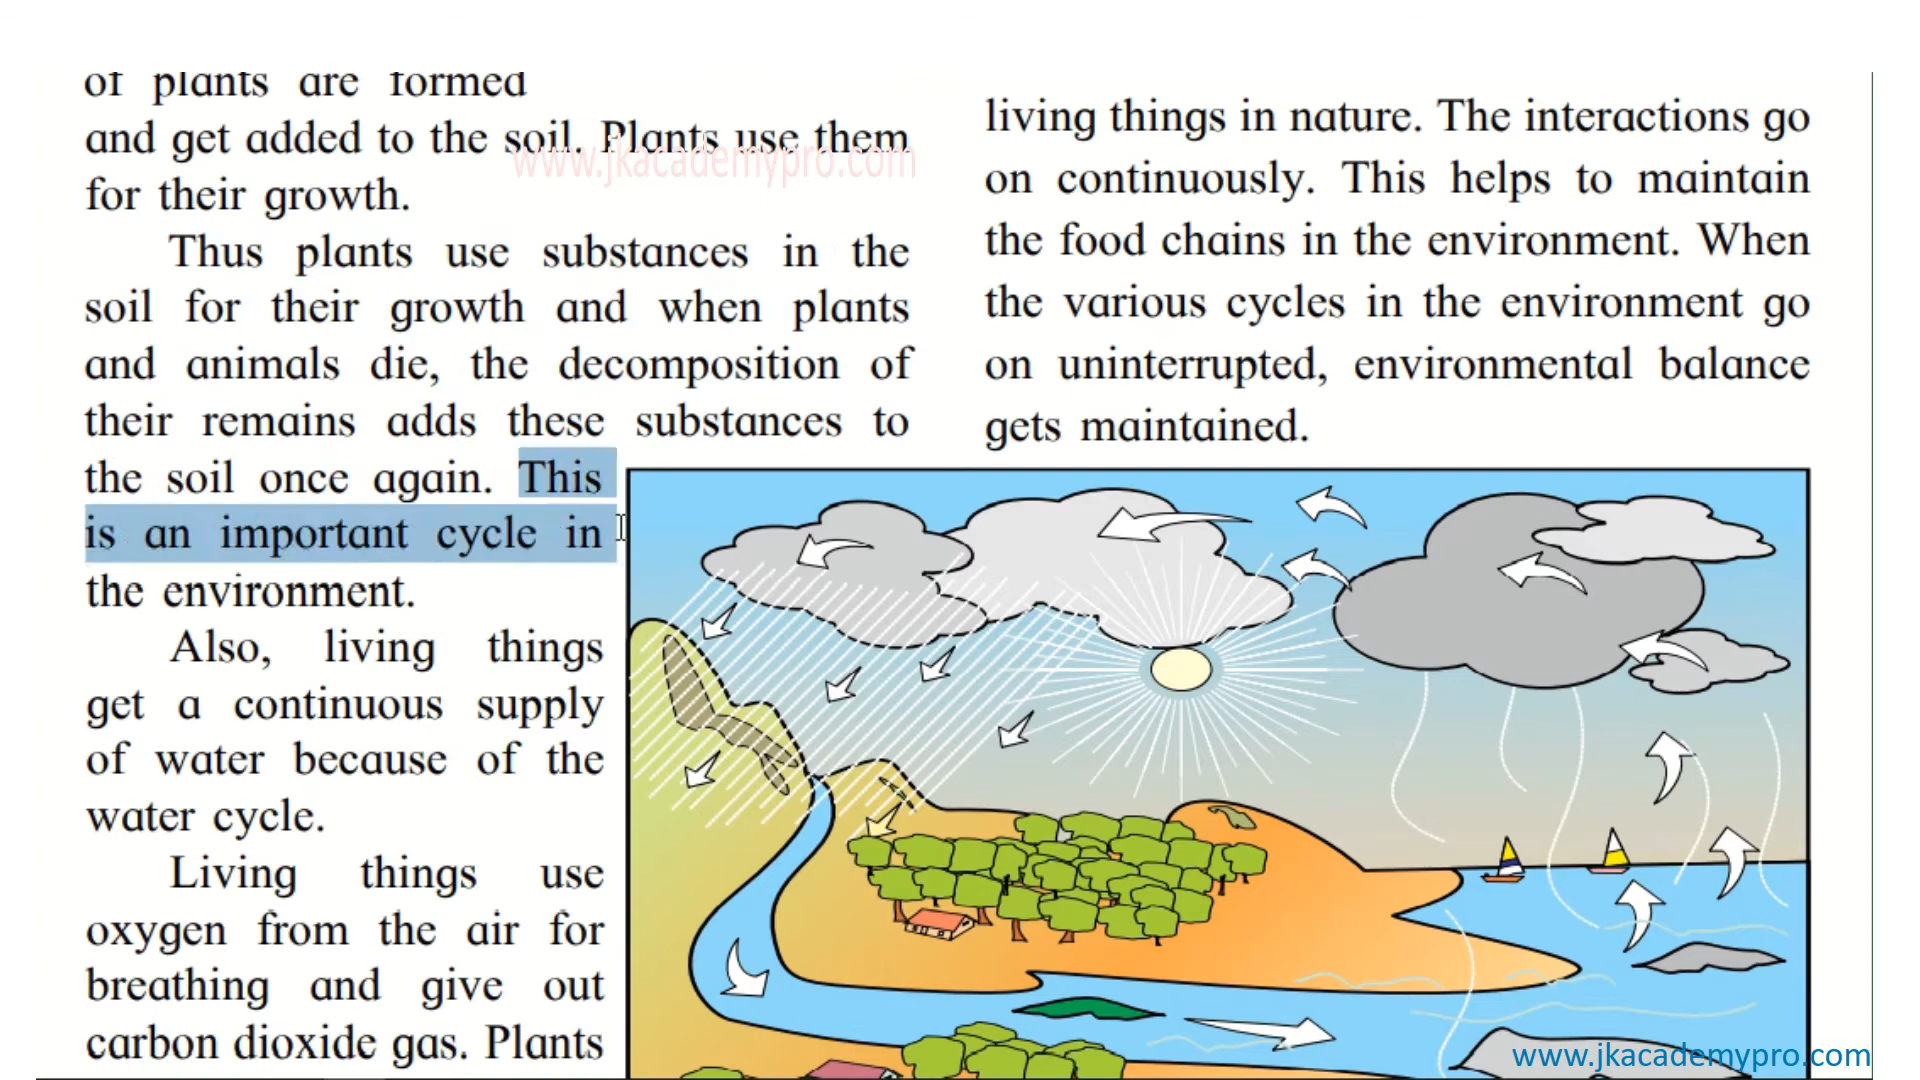 of plants are formed
and get added to the soil. Plants use them
for their growth.
Thus plants use substances in the
soil for their growth and when plants
and animals die, the decomposition of
their remains adds these substances to
the soil once again. This
is an important cycle in
the environment.
Also, living things
get a continuous supply
of water because of the
water cycle.
Living things use
oxygen from the air for
breathing and give out
carbon dioxide gas. Plants
living things in nature. The interactions go
on continuously. This helps to maintain
the food chains in the environment. When
the various cycles in the environment go
on uninterrupted, environmental balance
gets maintained.
www.jkacademypro.com
www.jkacademypro.com